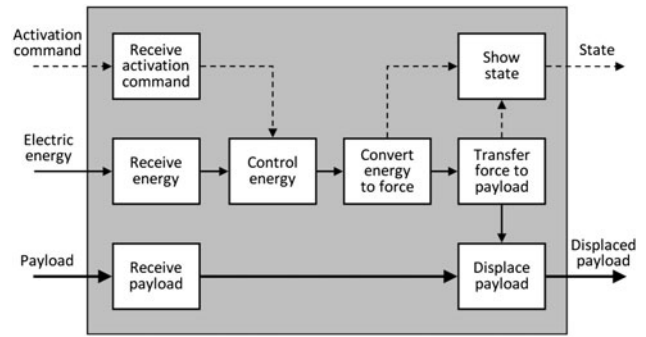 Activation
command
Receive
activation
command
Show
state
State
Electric
energy
Receive
energy
Control
energy
Convert
energy
to force
Transfer
force to
payload
Payload
Receive
payload
Displace
payload
Displaced
payload